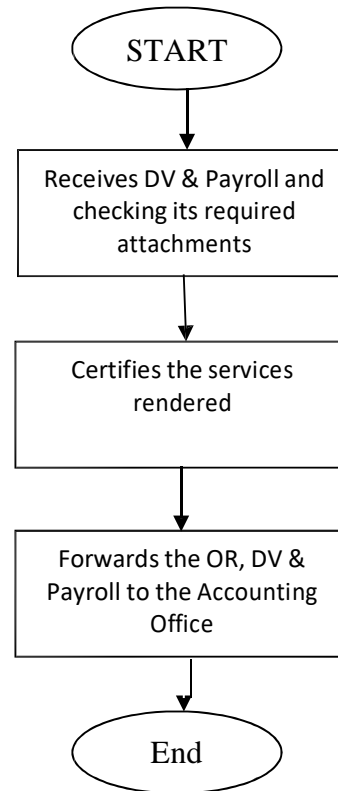 START
Receives DV & Payroll and
checking its required
attachments
Certifies the services
rendered
Forwards the OR, DV &
Payroll to the Accounting
Office
End